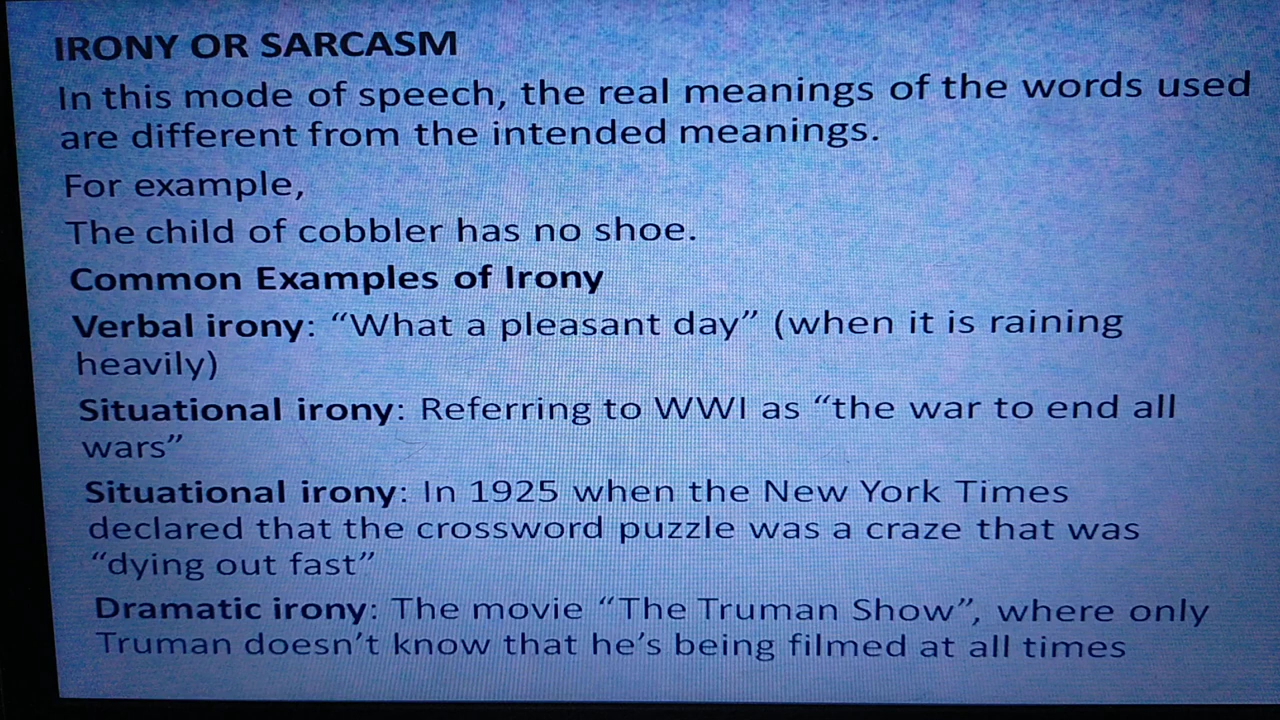 IRONY OR SARCASM
In this mode of speech, the real meanings of the words used
are different from the intended meanings.
For example,
The child of cobbler has no shoe.
Common Examples of Irony
Verbal irony: “What a pleasant day” (when it is raining
heavily)
Situational irony: Referring to WWI as “the war to end all
wars”
Situational irony: In 1925 when the New York Times
declared that the crossword puzzle was a craze that was
“dying out fast”
Dramatic irony: The movie “The Truman Show”, where only
Truman doesn’t know that he’s being filmed at all times